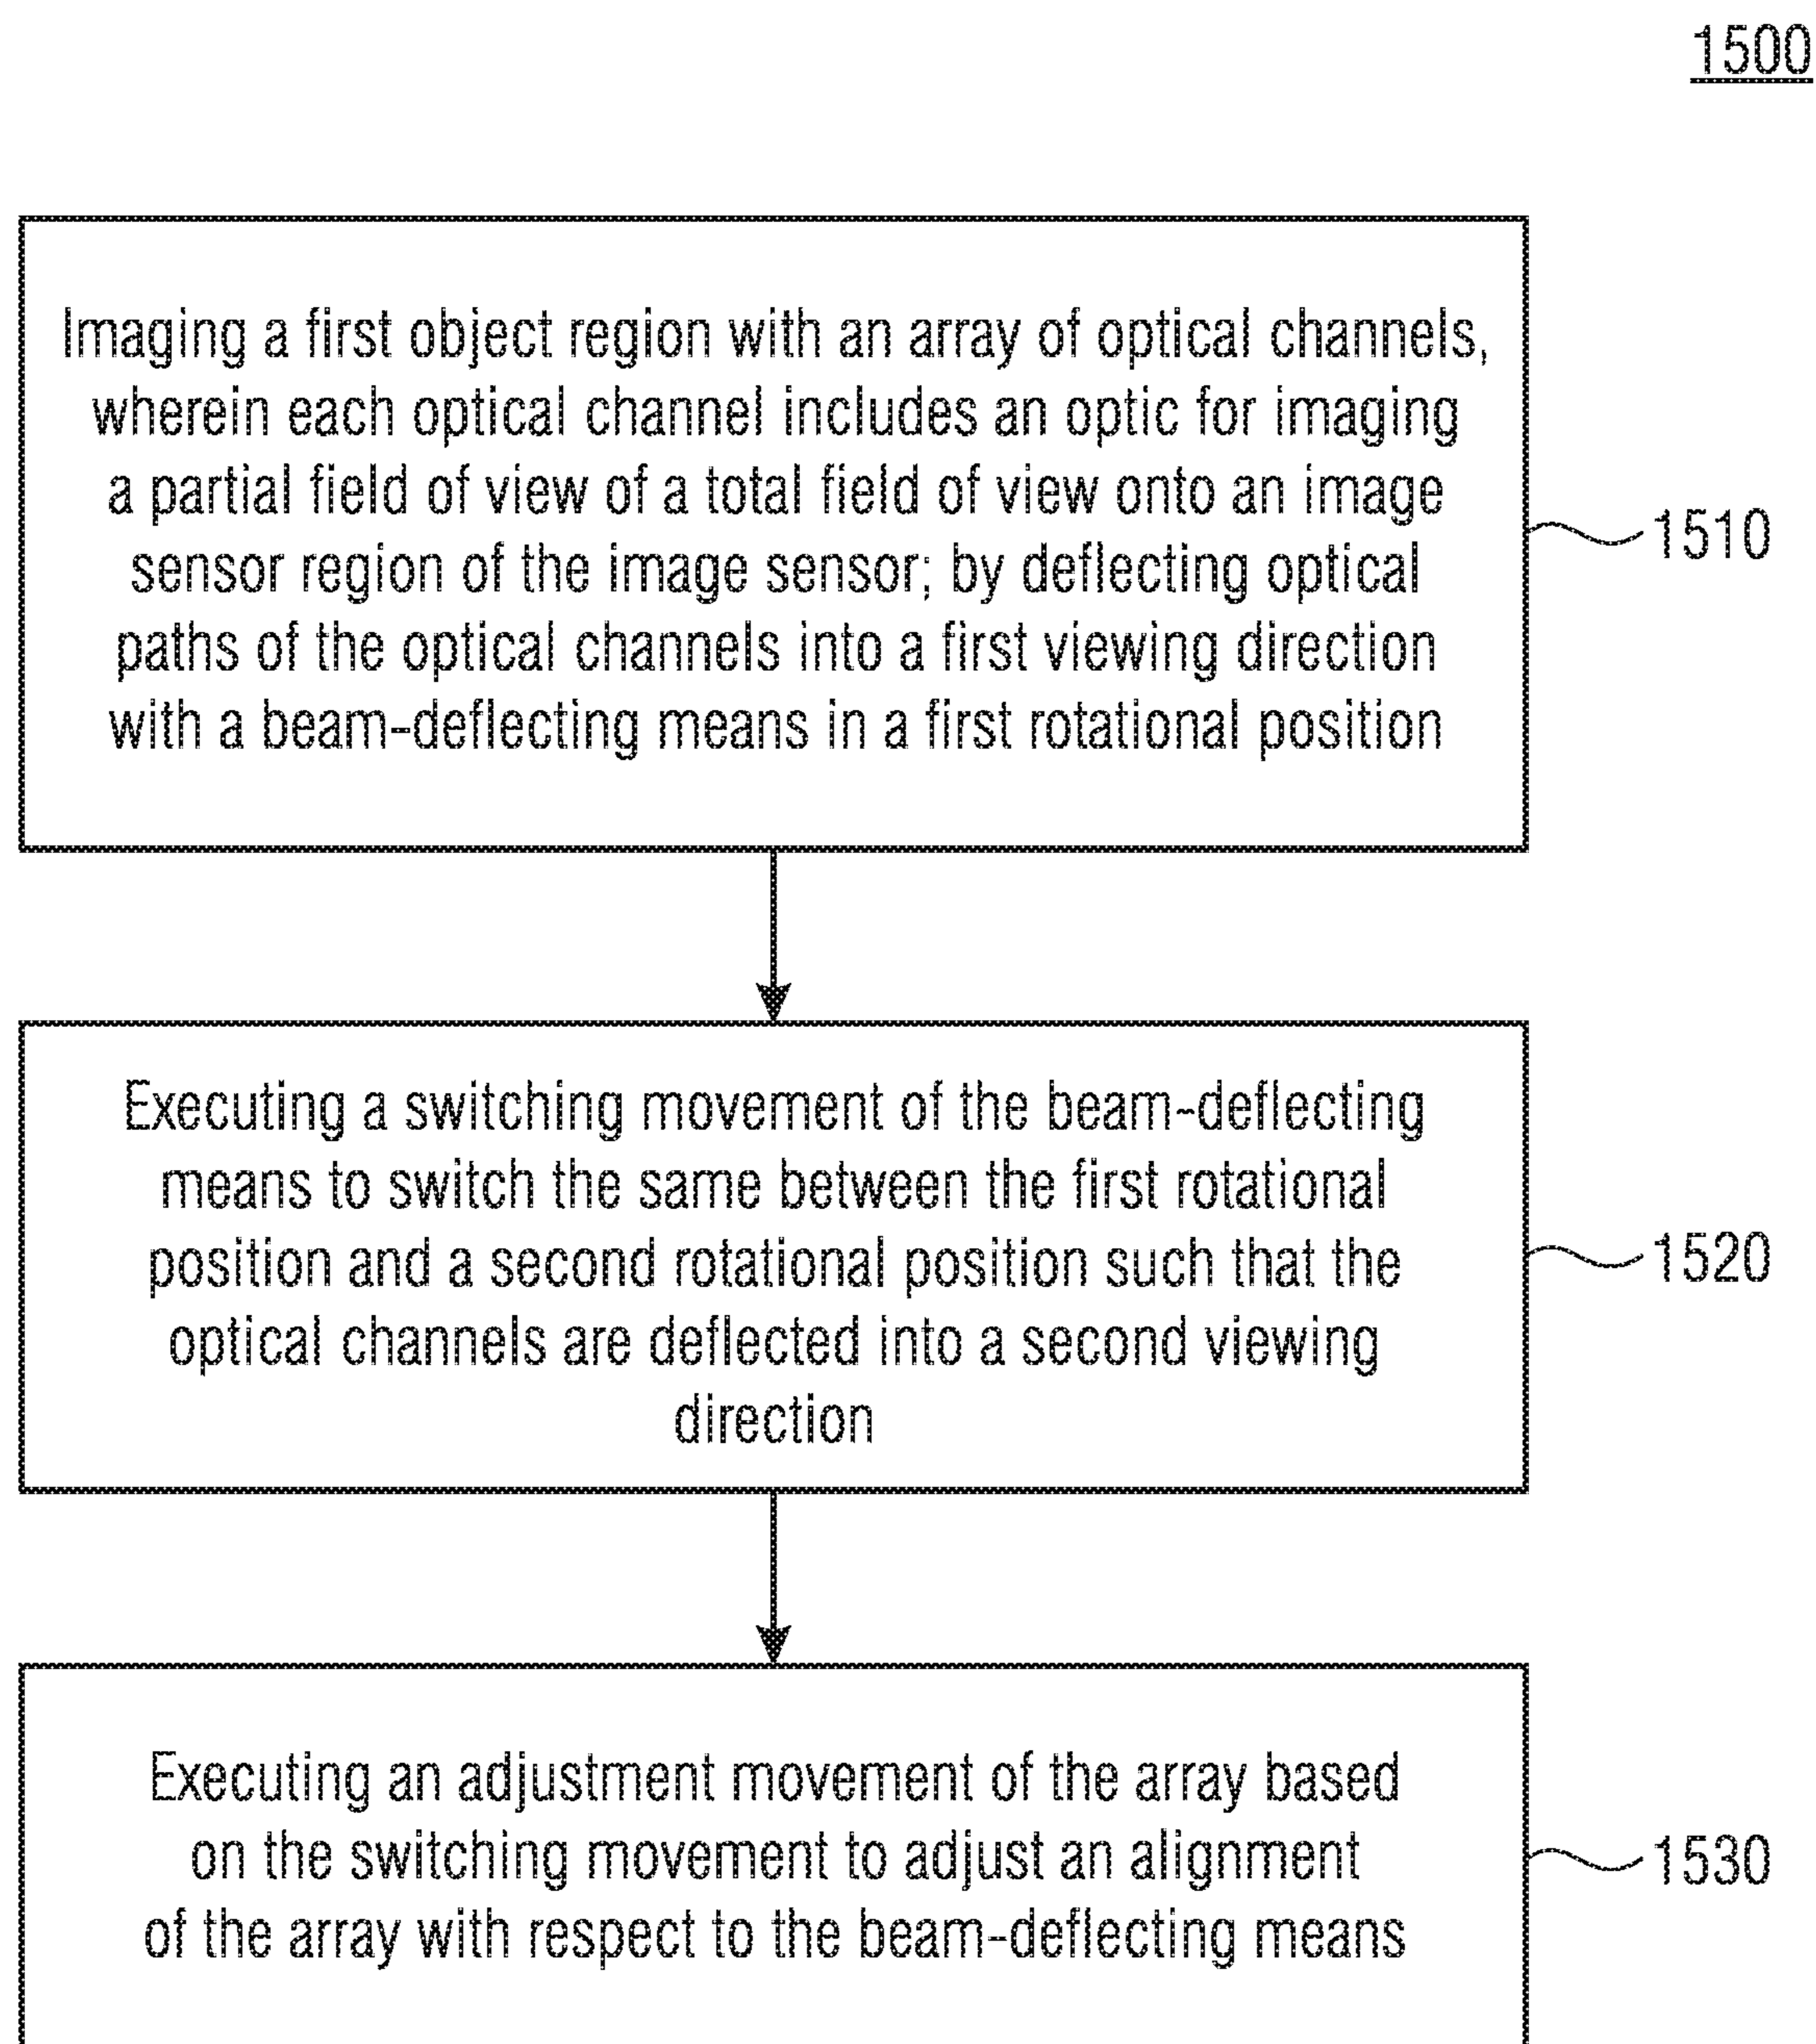 1500
Imaging a first object region with an array of optical channels,
wherein each optical channel includes an optic for imaging
a partial field of view of a total field of view onto an image
sensor region of the image sensor; by deflecting optical
paths of the optical channels into a first viewing direction
with a beam-deflecting means in a first rotational position
1510
Executing a switching movement of the beam-deflecting
means to switch the same between the first rotational
position and a second rotational position such that the
optical channels are deflected into a second viewing
direction
1520
Executing an adjustment movement of the array based
on the switching movement to adjust an alignment
of the array with respect to the beam-deflecting means
1530